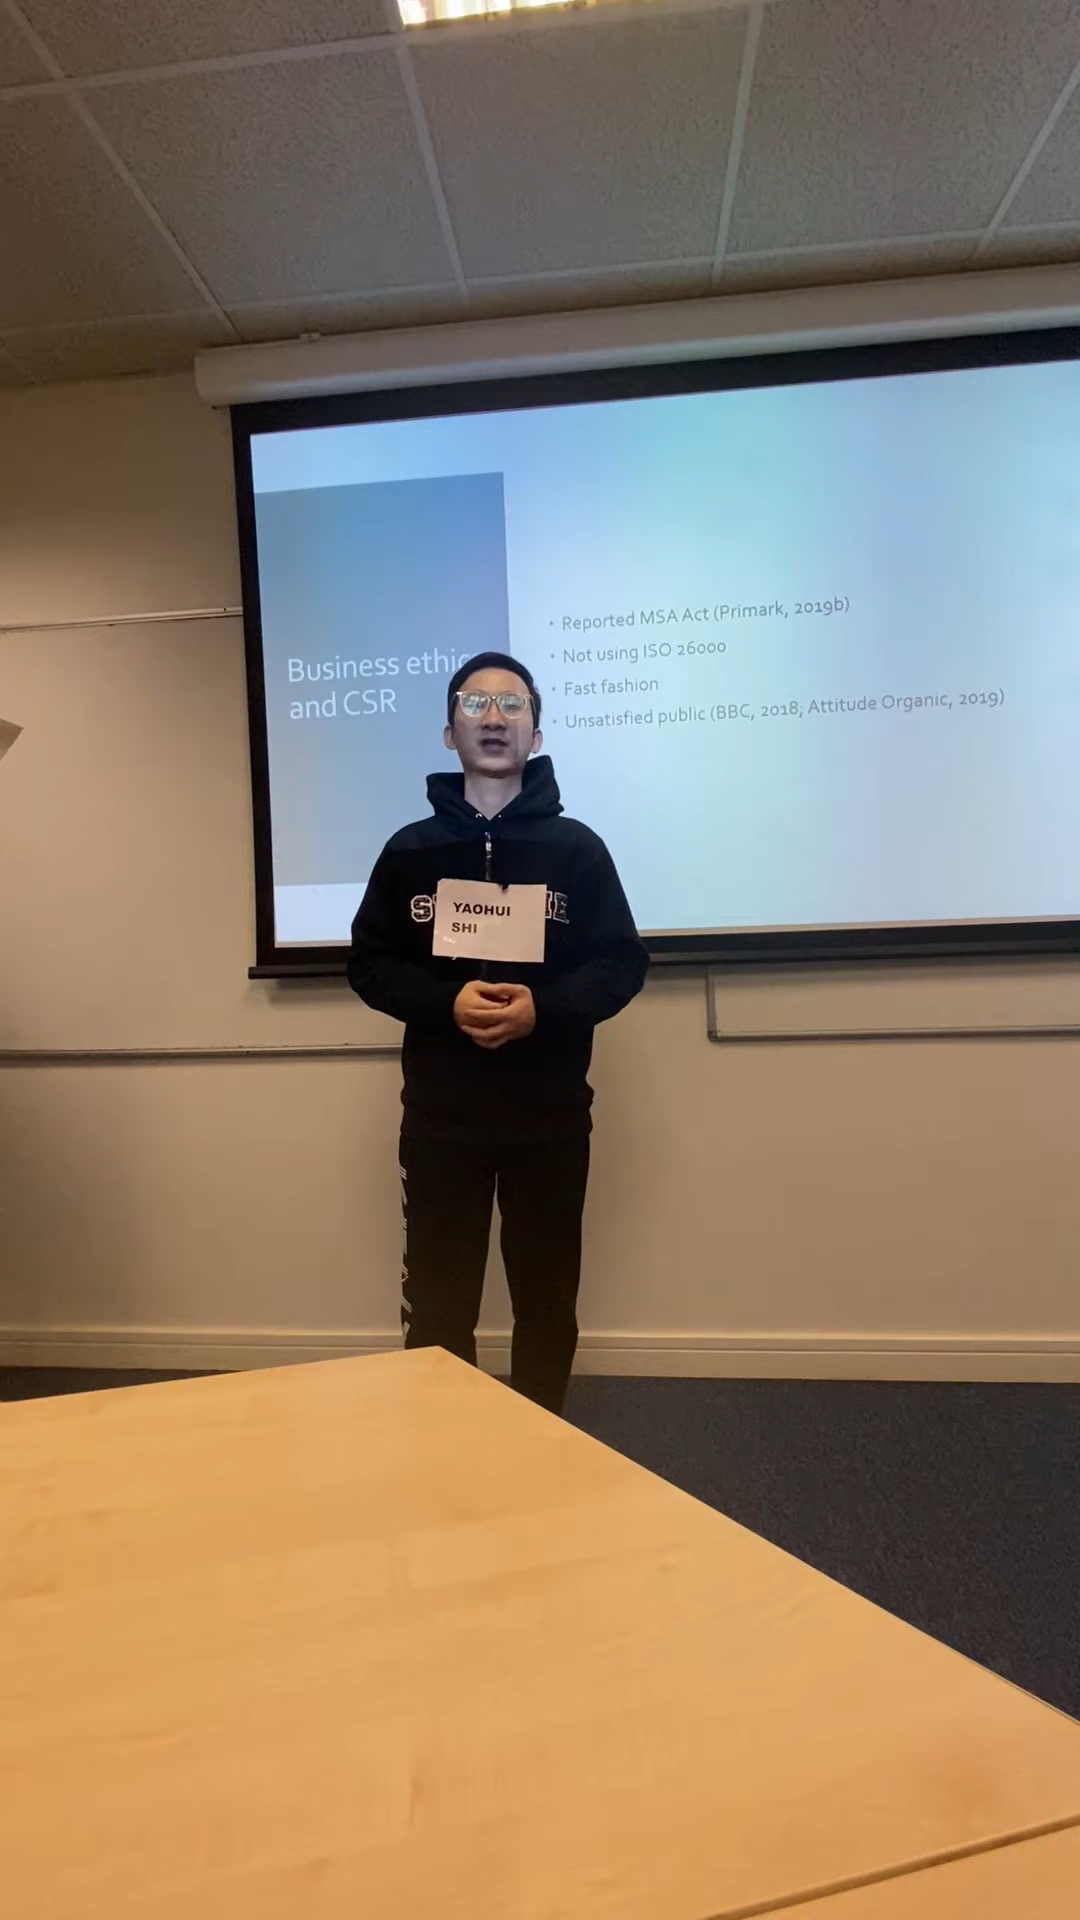 Business ethic
and CSR
• Reported MSA Act (Primark, 2019b)
• Not using ISO 26000
• Fast fashion
• Unsatisfied public (BBC, 2018; Attitude Organic, 2019)
YAOHUI
SHI